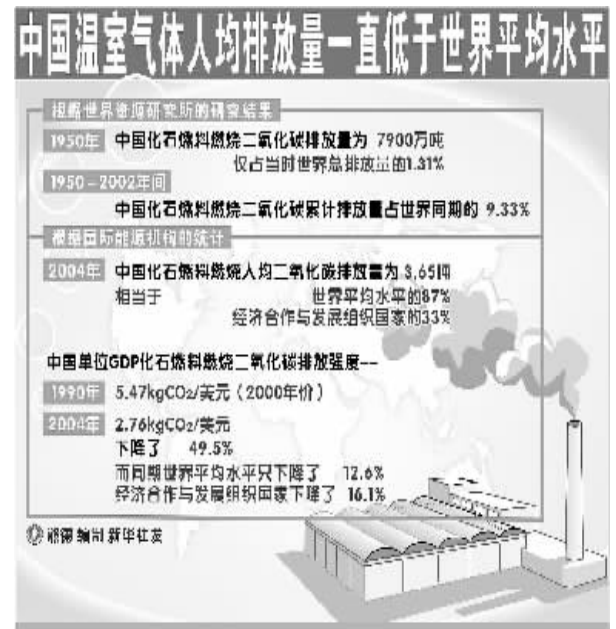 中国温室气体人均排放量一直低于世界平均水平
根据世界资源研究所的研究结果
1950年 中国化石燃料燃烧二氧化碳排放量为 7900万吨
仅占当时世界总排放量的1.31%
1950-2002年间
中国化石燃料燃烧二氧化碳累计排放量占世界同期的 9.33%
根据国际能源机构的统计
2004年 中国化石燃料燃烧人均二氧化碳排放量为 3.65吨
相当于 世界平均水平的87%
经济合作与发展组织国家的33%
中国单位GDP化石燃料燃烧二氧化碳排放强度--
1990年 5.47kgCO2/美元（2000年价）
2004年 2.76kgCO2/美元
下降了 49.5%
而同期世界平均水平只下降了 12.6%
经济合作与发展组织国家下降了 16.1%
编制 新华社发